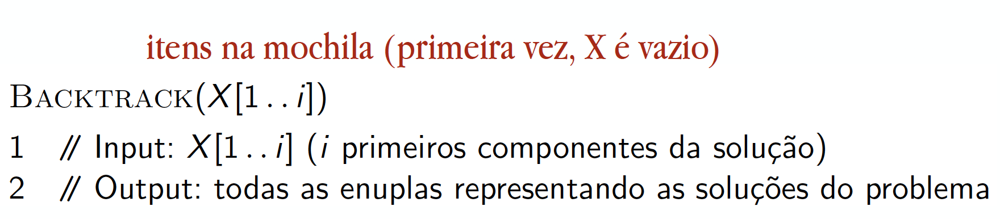 itens na mochila (primeira vez, X é vazio)
BACKTRACK(X[1 . . i])
1 // Input: X[1 . . i] (i primeiros componentes da solução)
2 // Output: todas as enuplas representando as soluções do problema